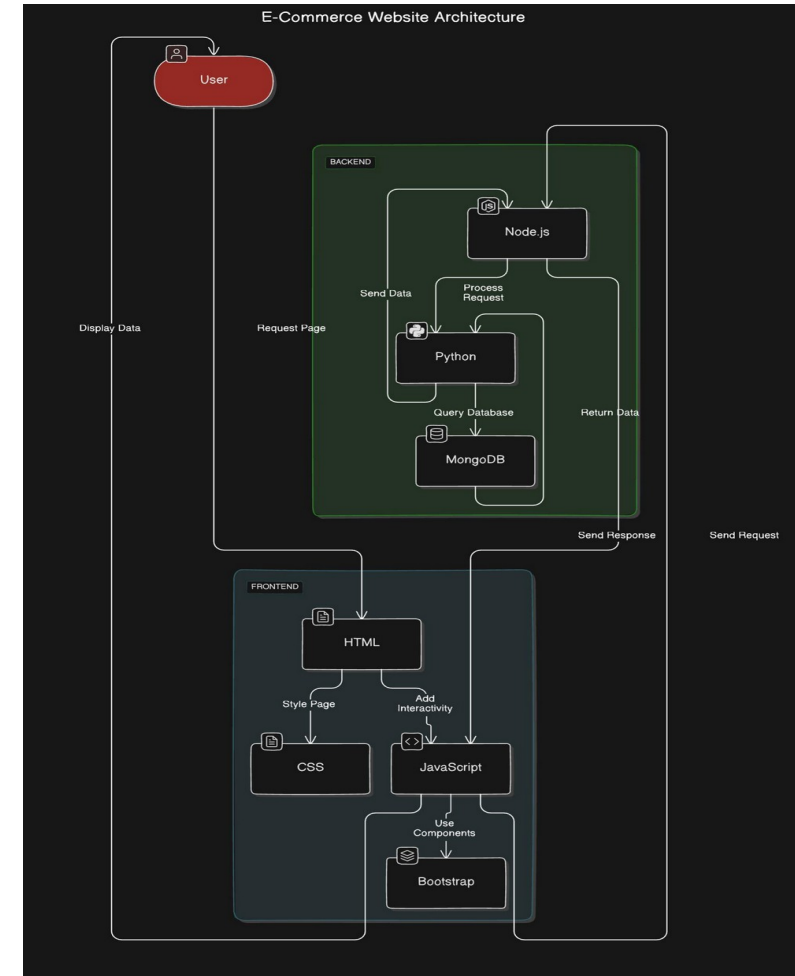 E-Commerce Website Architecture
User
BACKEND
JS
Node.js
Send Data
Process
Request
Display Data
Request Page
Python
Query Database
Return Data
MongoDB
Send Response
Send Request
FRONTEND
HTML
Style Page
Add
Interactivity
CSS
JavaScript
Use
Components
Bootstrap